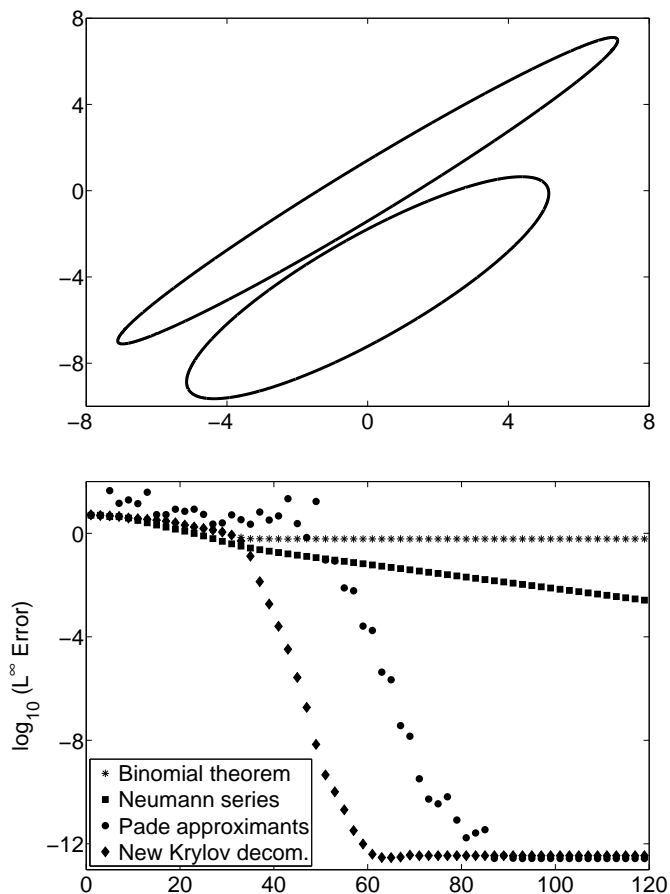 −8
4
0
−4
−8
−8 −4 0 4 8
0
−4
−8
−12
log10 (L∞ Error)
Binomial theorem
Neumann series
Pade approximants
New Krylov decom.
0 20 40 60 80 100 120